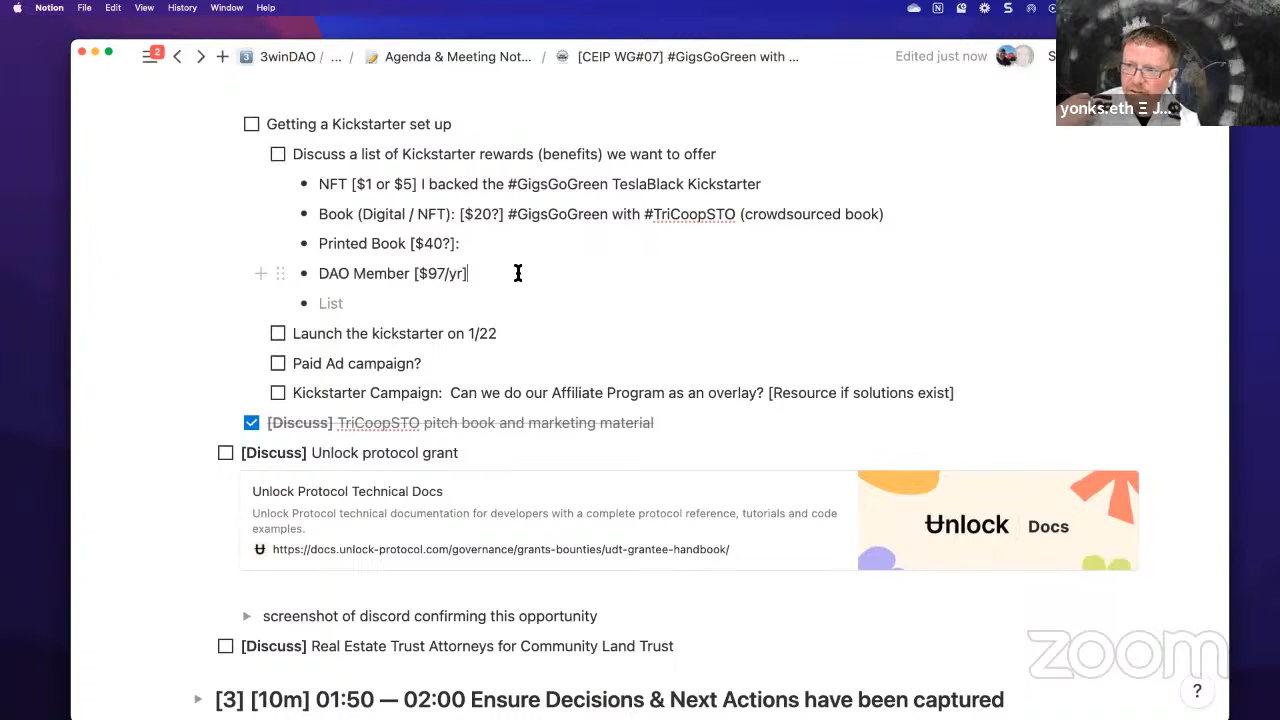 Notion File Edit View History Window Help
2
3 3winDAO / ... / Agenda & Meeting Not... / [CEIP WG#07] #GigsGoGreen with ... Edited just now S
yonks.eth Ξ J...
Getting a Kickstarter set up
Discuss a list of Kickstarter rewards (benefits) we want to offer
• NFT [$1 or $5] I backed the #GigsGoGreen TeslaBlack Kickstarter
• Book (Digital / NFT): [$20?] #GigsGoGreen with #TriCoopSTO (crowdsourced book)
• Printed Book [$40?]:
• DAO Member [$97/yr]
• List
Launch the kickstarter on 1/22
Paid Ad campaign?
Kickstarter Campaign: Can we do our Affiliate Program as an overlay? [Resource if solutions exist]
[Discuss] TriCoopSTO pitch book and marketing material
[Discuss] Unlock protocol grant
Unlock Protocol Technical Docs
Unlock Protocol technical documentation for developers with a complete protocol reference, tutorials and code
examples.
https://docs.unlock-protocol.com/governance/grants-bounties/udt-grantee-handbook/
Unlock Docs
screenshot of discord confirming this opportunity
[Discuss] Real Estate Trust Attorneys for Community Land Trust
zoom
[3] [10m] 01:50 — 02:00 Ensure Decisions & Next Actions have been captured
?